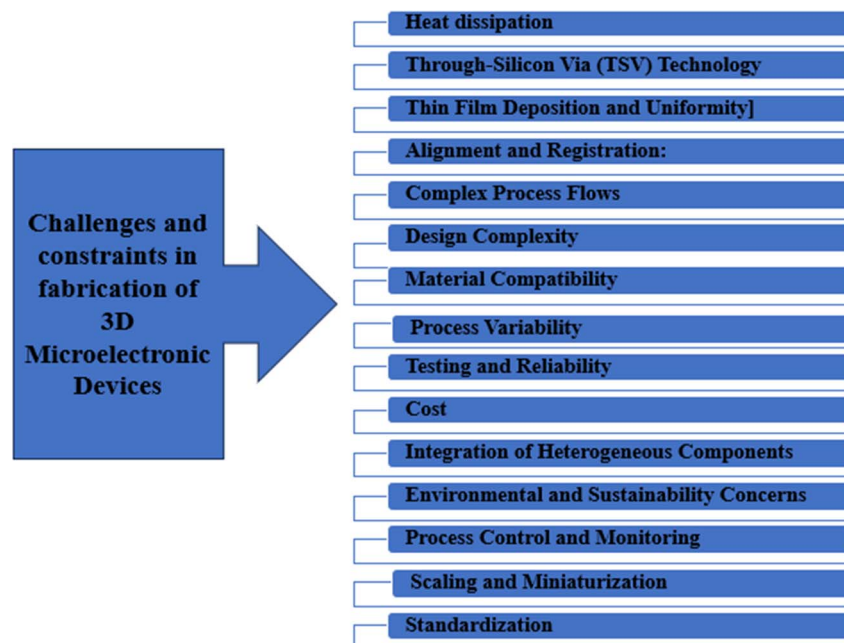 Challenges and
constraints in
fabrication of
3D
Microelectronic
Devices
Heat dissipation
Through-Silicon Via (TSV) Technology
Thin Film Deposition and Uniformity]
Alignment and Registration:
Complex Process Flows
Design Complexity
Material Compatibility
Process Variability
Testing and Reliability
Cost
Integration of Heterogeneous Components
Environmental and Sustainability Concerns
Process Control and Monitoring
Scaling and Miniaturization
Standardization